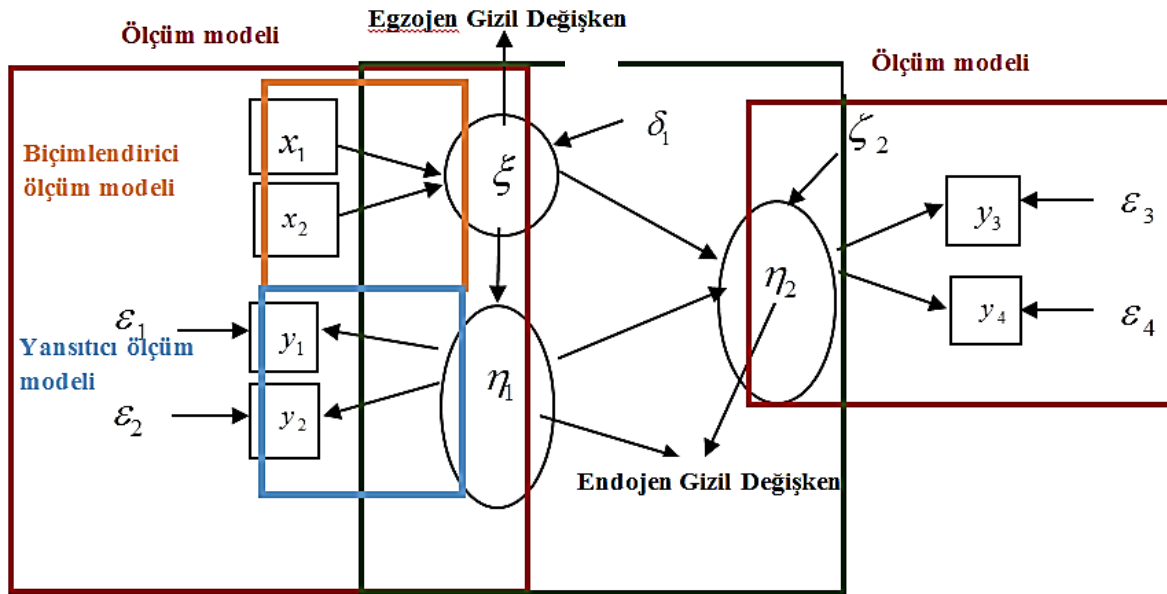 Egzojen Gizil Değişken
Ölçüm modeli
Ölçüm modeli
Biçimlendirici
ölçüm modeli
x₁
x₂
ξ
δ₁
ζ₂
η₂
y₃
ε₃
y₄
ε₄
ε₁
y₁
Yansıtıcı ölçüm
modeli
η₁
ε₂
y₂
Endojen Gizil Değişken